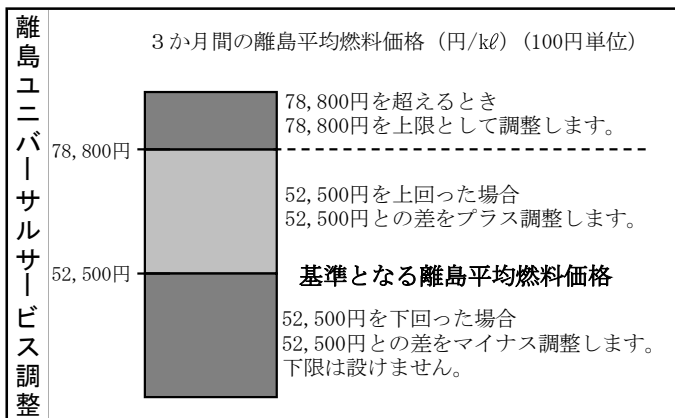 離島ユニバーサルサービス調整
3か月間の離島平均燃料価格(円/kℓ)(100円単位)
78,800円を超えるとき
78,800円を上限として調整します。
78,800円
52,500円を上回った場合
52,500円との差をプラス調整します。
52,500円
基準となる離島平均燃料価格
52,500円を下回った場合
52,500円との差をマイナス調整します。
下限は設けません。